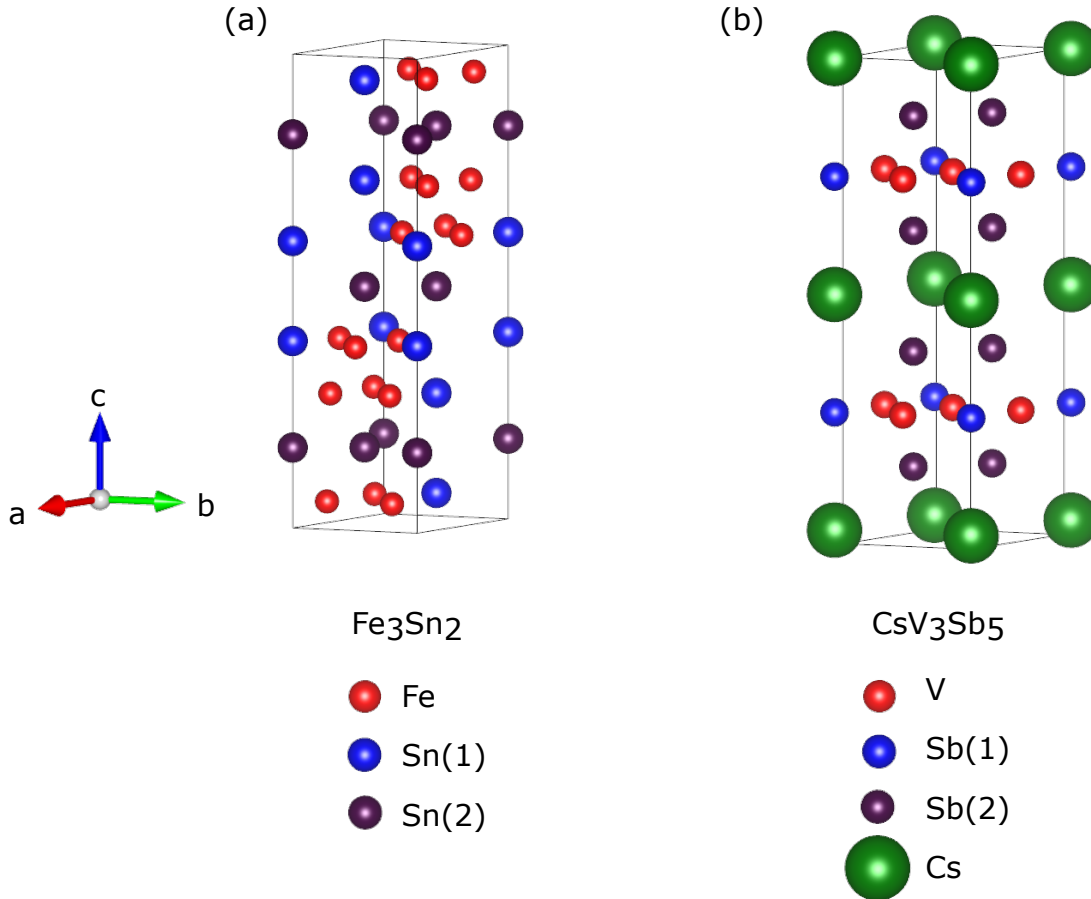 (a)
(b)
c
a
b
Fe3Sn2
Fe
Sn(1)
Sn(2)
CsV3Sb5
V
Sb(1)
Sb(2)
Cs